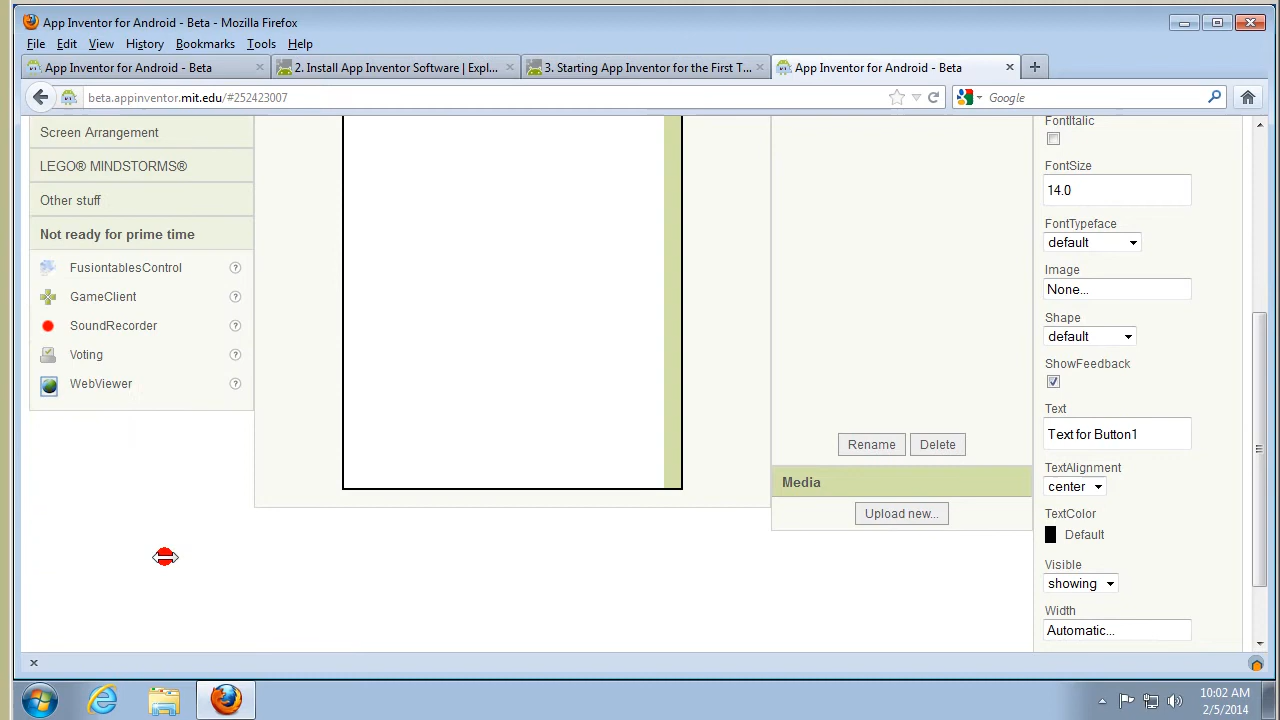 App Inventor for Android - Beta - Mozilla Firefox
File Edit View History Bookmarks Tools Help
App Inventor for Android - Beta
2. Install App Inventor Software | Expl...
3. Starting App Inventor for the First T...
App Inventor for Android - Beta
beta.appinventor.mit.edu/#252423007
Google
Screen Arrangement
LEGO® MINDSTORMS®
Other stuff
Not ready for prime time
FusiontablesControl ?
GameClient ?
SoundRecorder ?
Voting ?
WebViewer ?
Rename Delete
Media
Upload new...
FontItalic
FontSize
14.0
FontTypeface
default
Image
None...
Shape
default
ShowFeedback
Text
Text for Button1
TextAlignment
center
TextColor
Default
Visible
showing
Width
Automatic...
10:02 AM
2/5/2014